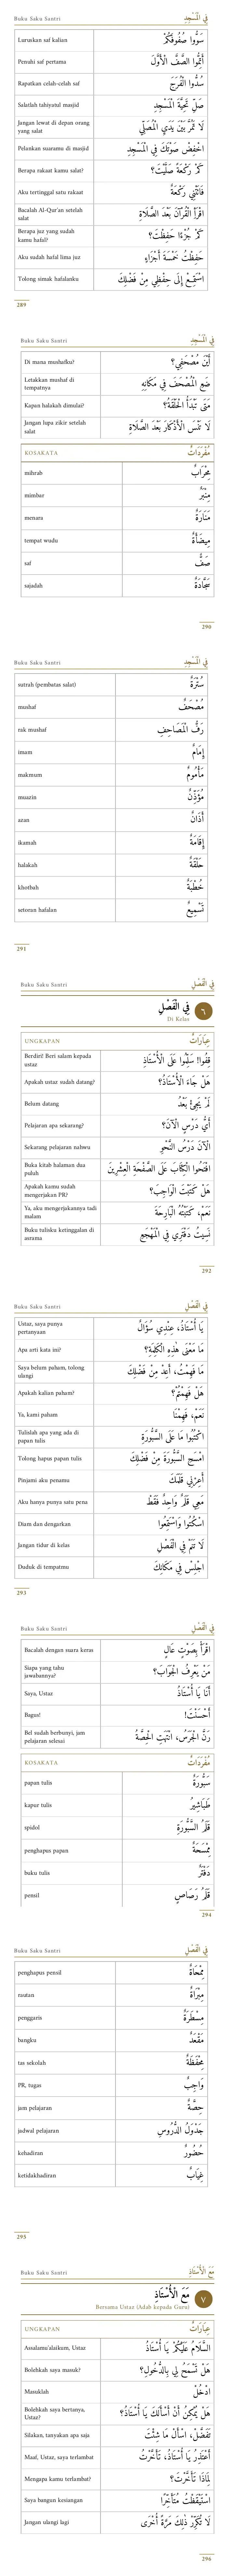 Buku Saku Santri فِي الْمَسْجِدِ
Luruskan saf kalian سَوُّوا صُفُوفَكُمْ
Penuhi saf pertama أَتِمُّوا الصَّفَّ الْأَوَّلَ
Rapatkan celah-celah saf سُدُّوا الْفُرَجَ
Salatlah tahiyatul masjid صَلِّ تَحِيَّةَ الْمَسْجِدِ
Jangan lewat di depan orang yang salat لَا تَمُرَّ بَيْنَ يَدَيِ الْمُصَلِّي
Pelankan suaramu di masjid اخْفِضْ صَوْتَكَ فِي الْمَسْجِدِ
Berapa rakaat kamu salat? كَمْ رَكْعَةً صَلَّيْتَ؟
Aku tertinggal satu rakaat فَاتَتْنِي رَكْعَةٌ
Bacalah Al-Qur'an setelah salat اقْرَأِ الْقُرْآنَ بَعْدَ الصَّلَاةِ
Berapa juz yang sudah kamu hafal? كَمْ جُزْءًا حَفِظْتَ؟
Aku sudah hafal lima juz حَفِظْتُ خَمْسَةَ أَجْزَاءٍ
Tolong simak hafalanku اسْتَمِعْ إِلَى حِفْظِي مِنْ فَضْلِكَ
289
Buku Saku Santri فِي الْمَسْجِدِ
Di mana mushafku? أَيْنَ مُصْحَفِي؟
Letakkan mushaf di tempatnya ضَعِ الْمُصْحَفَ فِي مَكَانِهِ
Kapan halakah dimulai? مَتَى تَبْدَأُ الْحَلْقَةُ؟
Jangan lupa zikir setelah salat لَا تَنْسَ الْأَذْكَارَ بَعْدَ الصَّلَاةِ
KOSAKATA مُفْرَدَاتٌ
mihrab مِحْرَابٌ
mimbar مِنْبَرٌ
menara مَنَارَةٌ
tempat wudu مِيضَأَةٌ
saf صَفٌّ
sajadah سَجَّادَةٌ
290
Buku Saku Santri فِي الْمَسْجِدِ
sutrah (pembatas salat) سُتْرَةٌ
mushaf مُصْحَفٌ
rak mushaf رَفُّ الْمَصَاحِفِ
imam إِمَامٌ
makmum مَأْمُومٌ
muazin مُؤَذِّنٌ
azan أَذَانٌ
ikamah إِقَامَةٌ
halakah حَلْقَةٌ
khotbah خُطْبَةٌ
setoran hafalan تَسْمِيعٌ
291
Buku Saku Santri فِي الْفَصْلِ
٦ فِي الْفَصْلِ
Di Kelas
UNGKAPAN عِبَارَاتٌ
Berdiri! Beri salam kepada ustaz قِفُوا! سَلِّمُوا عَلَى الْأُسْتَاذِ
Apakah ustaz sudah datang? هَلْ جَاءَ الْأُسْتَاذُ؟
Belum datang لَمْ يَجِئْ بَعْدُ
Pelajaran apa sekarang? أَيُّ دَرْسٍ الْآنَ؟
Sekarang pelajaran nahwu الْآنَ دَرْسُ النَّحْوِ
Buka kitab halaman dua puluh افْتَحُوا الْكِتَابَ عَلَى الصَّفْحَةِ الْعِشْرِينَ
Apakah kamu sudah mengerjakan PR? هَلْ كَتَبْتَ الْوَاجِبَ؟
Ya, aku mengerjakannya tadi malam نَعَمْ، كَتَبْتُهُ الْبَارِحَةَ
Buku tulisku ketinggalan di asrama نَسِيتُ دَفْتَرِي فِي الْمَهْجَعِ
292
Buku Saku Santri فِي الْفَصْلِ
Ustaz, saya punya pertanyaan يَا أُسْتَاذُ، عِنْدِي سُؤَالٌ
Apa arti kata ini? مَا مَعْنَى هٰذِهِ الْكَلِمَةِ؟
Saya belum paham, tolong ulangi مَا فَهِمْتُ، أَعِدْ مِنْ فَضْلِكَ
Apakah kalian paham? هَلْ فَهِمْتُمْ؟
Ya, kami paham نَعَمْ، فَهِمْنَا
Tulislah apa yang ada di papan tulis اكْتُبُوا مَا عَلَى السَّبُّورَةِ
Tolong hapus papan tulis امْسَحِ السَّبُّورَةَ مِنْ فَضْلِكَ
Pinjami aku penamu أَعِرْنِي قَلَمَكَ
Aku hanya punya satu pena مَعِي قَلَمٌ وَاحِدٌ فَقَطْ
Diam dan dengarkan اسْكُتُوا وَاسْتَمِعُوا
Jangan tidur di kelas لَا تَنَمْ فِي الْفَصْلِ
Duduk di tempatmu اجْلِسْ فِي مَكَانِكَ
293
Buku Saku Santri فِي الْفَصْلِ
Bacalah dengan suara keras اقْرَأْ بِصَوْتٍ عَالٍ
Siapa yang tahu jawabannya? مَنْ يَعْرِفُ الْجَوَابَ؟
Saya, Ustaz أَنَا يَا أُسْتَاذُ
Bagus! أَحْسَنْتَ!
Bel sudah berbunyi, jam pelajaran selesai رَنَّ الْجَرَسُ، انْتَهَتِ الْحِصَّةُ
KOSAKATA مُفْرَدَاتٌ
papan tulis سَبُّورَةٌ
kapur tulis طَبَاشِيرُ
spidol قَلَمُ السَّبُّورَةِ
penghapus papan مِمْسَحَةٌ
buku tulis دَفْتَرٌ
pensil قَلَمُ رَصَاصٍ
294
Buku Saku Santri فِي الْفَصْلِ
penghapus pensil مِمْحَاةٌ
rautan مِبْرَاةٌ
penggaris مِسْطَرَةٌ
bangku مَقْعَدٌ
tas sekolah مِحْفَظَةٌ
PR, tugas وَاجِبٌ
jam pelajaran حِصَّةٌ
jadwal pelajaran جَدْوَلُ الدُّرُوسِ
kehadiran حُضُورٌ
ketidakhadiran غِيَابٌ
295
Buku Saku Santri مَعَ الْأُسْتَاذِ
٧ مَعَ الْأُسْتَاذِ
Bersama Ustaz (Adab kepada Guru)
UNGKAPAN عِبَارَاتٌ
Assalamu'alaikum, Ustaz السَّلَامُ عَلَيْكُمْ يَا أُسْتَاذُ
Bolehkah saya masuk? هَلْ تَسْمَحُ لِي بِالدُّخُولِ؟
Masuklah ادْخُلْ
Bolehkah saya bertanya, Ustaz? هَلْ يُمْكِنُ أَنْ أَسْأَلَكَ يَا أُسْتَاذُ؟
Silakan, tanyakan apa saja تَفَضَّلْ، اسْأَلْ مَا شِئْتَ
Maaf, Ustaz, saya terlambat أَعْتَذِرُ يَا أُسْتَاذُ، تَأَخَّرْتُ
Mengapa kamu terlambat? لِمَاذَا تَأَخَّرْتَ؟
Saya bangun kesiangan اسْتَيْقَظْتُ مُتَأَخِّرًا
Jangan ulangi lagi لَا تُكَرِّرْ ذٰلِكَ مَرَّةً أُخْرَى
296